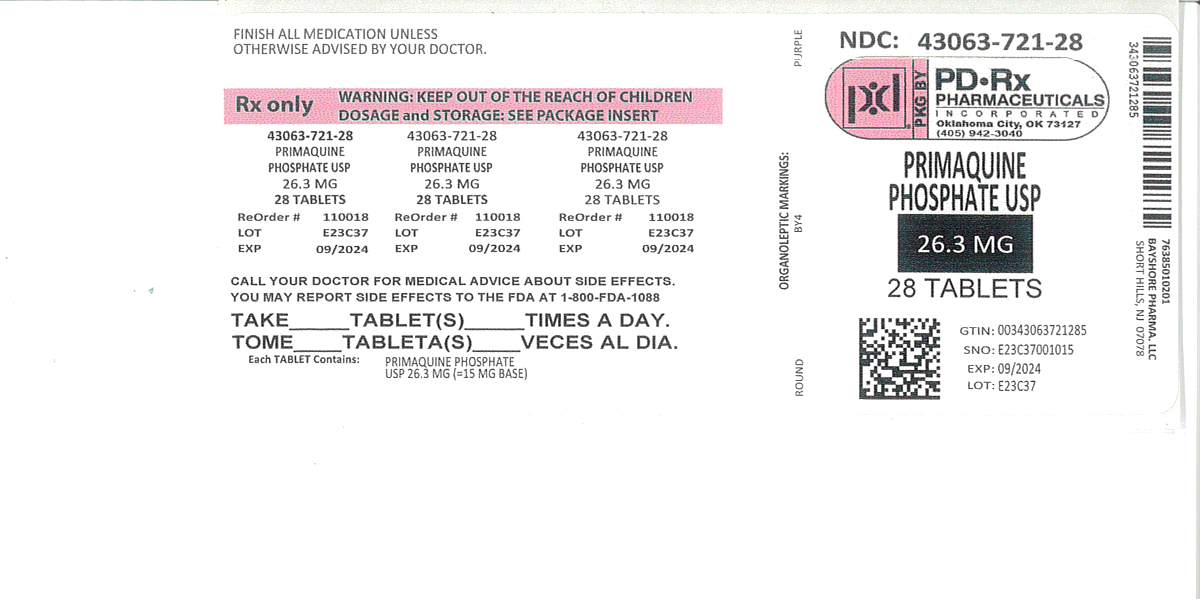 FINISH ALL MEDICATION UNLESS
OTHERWISE ADVISED BY YOUR DOCTOR.
Rx only
WARNING: KEEP OUT OF THE REACH OF CHILDREN
DOSAGE and STORAGE: SEE PACKAGE INSERT
43063-721-28 43063-721-28 43063-721-28
PRIMAQUINE PRIMAQUINE PRIMAQUINE
PHOSPHATE USP PHOSPHATE USP PHOSPHATE USP
26.3 MG 26.3 MG 26.3 MG
28 TABLETS 28 TABLETS 28 TABLETS
ReOrder # 110018 ReOrder # 110018 ReOrder # 110018
LOT E23C37 LOT E23C37 LOT E23C37
EXP 09/2024 EXP 09/2024 EXP 09/2024
CALL YOUR DOCTOR FOR MEDICAL ADVICE ABOUT SIDE EFFECTS.
YOU MAY REPORT SIDE EFFECTS TO THE FDA AT 1-800-FDA-1088
TAKE_____TABLET(S)_____TIMES A DAY.
TOME____TABLETA(S)____VECES AL DIA.
Each TABLET Contains: PRIMAQUINE PHOSPHATE
USP 26.3 MG (=15 MG BASE)
PURPLE
ORGANOLEPTIC MARKINGS:
BY4
ROUND
NDC: 43063-721-28
PKG BY
PD·Rx
PHARMACEUTICALS
INCORPORATED
Oklahoma City, OK 73127
(405) 942-3040
PRIMAQUINE
PHOSPHATE USP
26.3 MG
28 TABLETS
GTIN: 00343063721285
SNO: E23C37001015
EXP: 09/2024
LOT: E23C37
343063721285
76385010201
BAYSHORE PHARMA, LLC
SHORT HILLS, NJ 07078